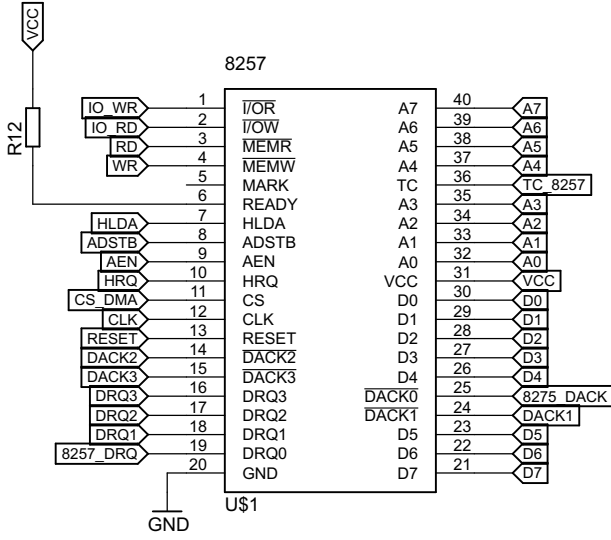 VCC
8257
R12
IO_WR 1 I/OR A7 40 A7
IO_RD 2 I/OW A6 39 A6
RD 3 MEMR A5 38 A5
WR 4 MEMW A4 37 A4
5 MARK TC 36 TC_8257
6 READY A3 35 A3
HLDA 7 HLDA A2 34 A2
ADSTB 8 ADSTB A1 33 A1
AEN 9 AEN A0 32 A0
HRQ 10 HRQ VCC 31 VCC
CS_DMA 11 CS D0 30 D0
CLK 12 CLK D1 29 D1
RESET 13 RESET D2 28 D2
DACK2 14 DACK2 D3 27 D3
DACK3 15 DACK3 D4 26 D4
DRQ3 16 DRQ3 DACK0 25 8275_DACK
DRQ2 17 DRQ2 DACK1 24 DACK1
DRQ1 18 DRQ1 D5 23 D5
8257_DRQ 19 DRQ0 D6 22 D6
20 GND D7 21 D7
U$1
GND